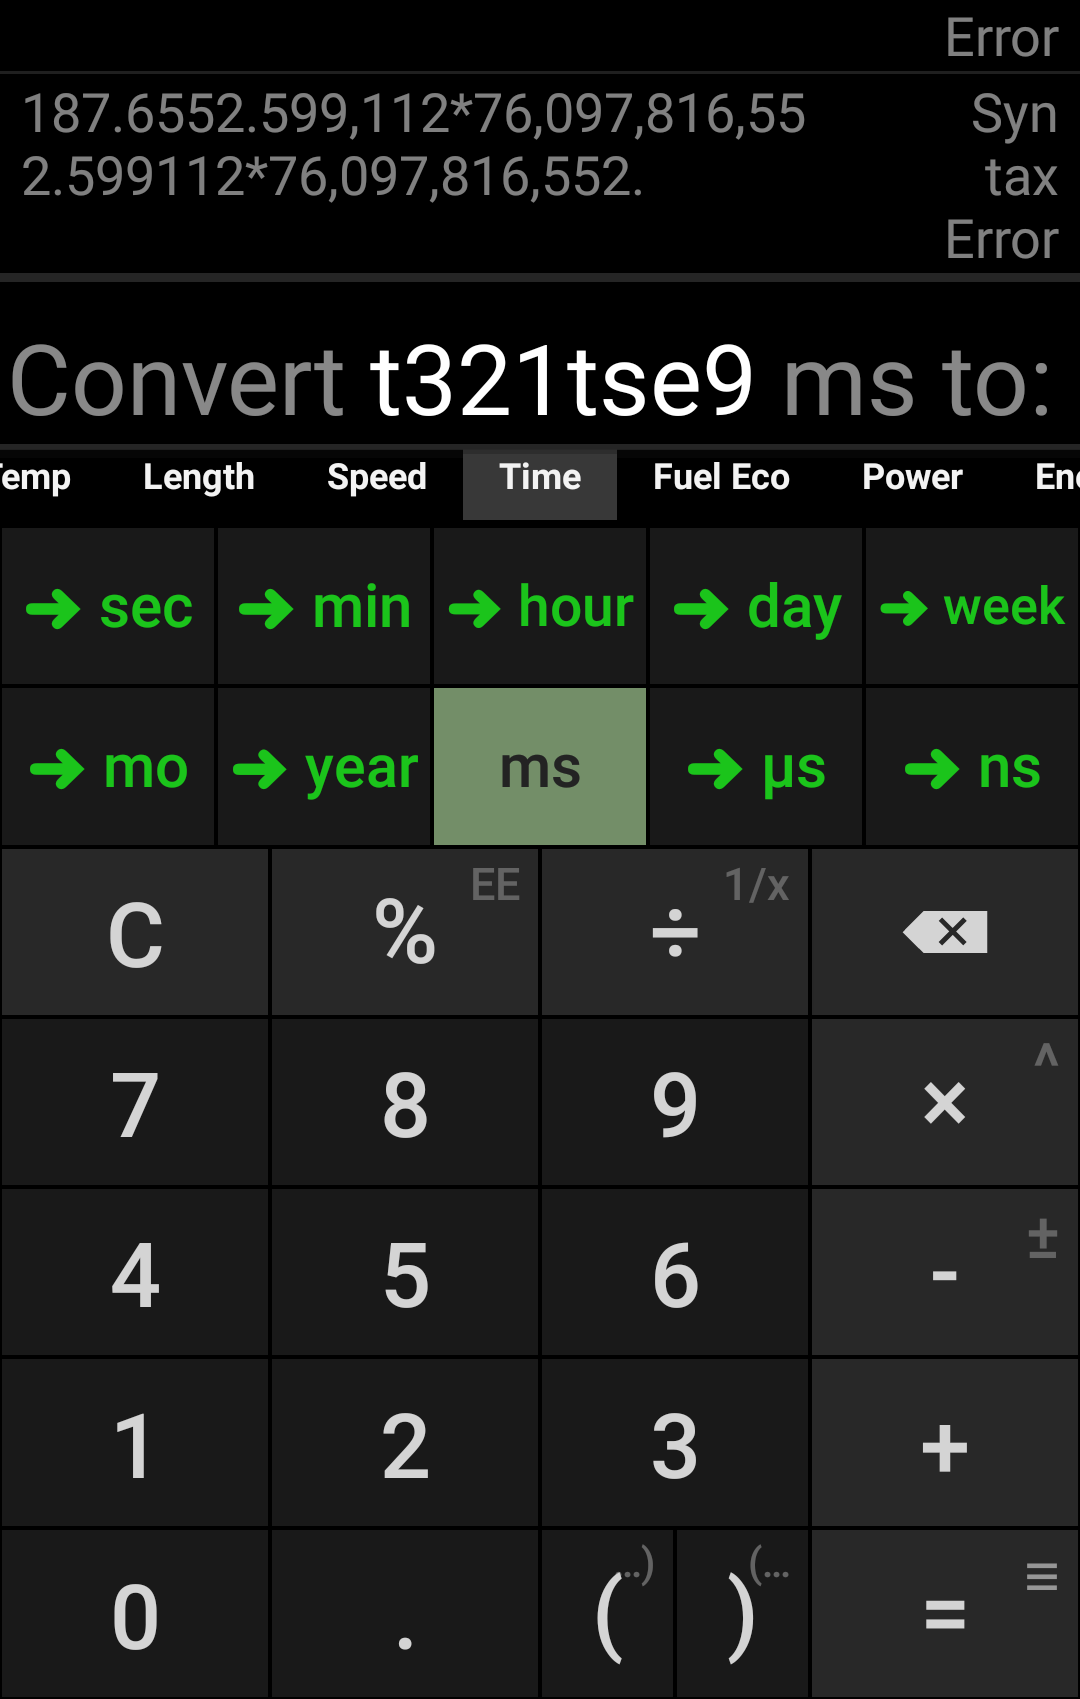 Error
187.6552.599,112*76,097,816,55 Syn
2.599112*76,097,816,552. tax
Error
Convert t321tse9 ms to:
Temp Length Speed Time Fuel Eco Power Ene
➔ sec ➔ min ➔ hour ➔ day ➔ week
➔ mo ➔ year ms ➔ µs ➔ ns
C % EE ÷ 1/x
7 8 9 × ^
4 5 6 - ±
1 2 3 +
0 . ( ..) ) (... = ≡